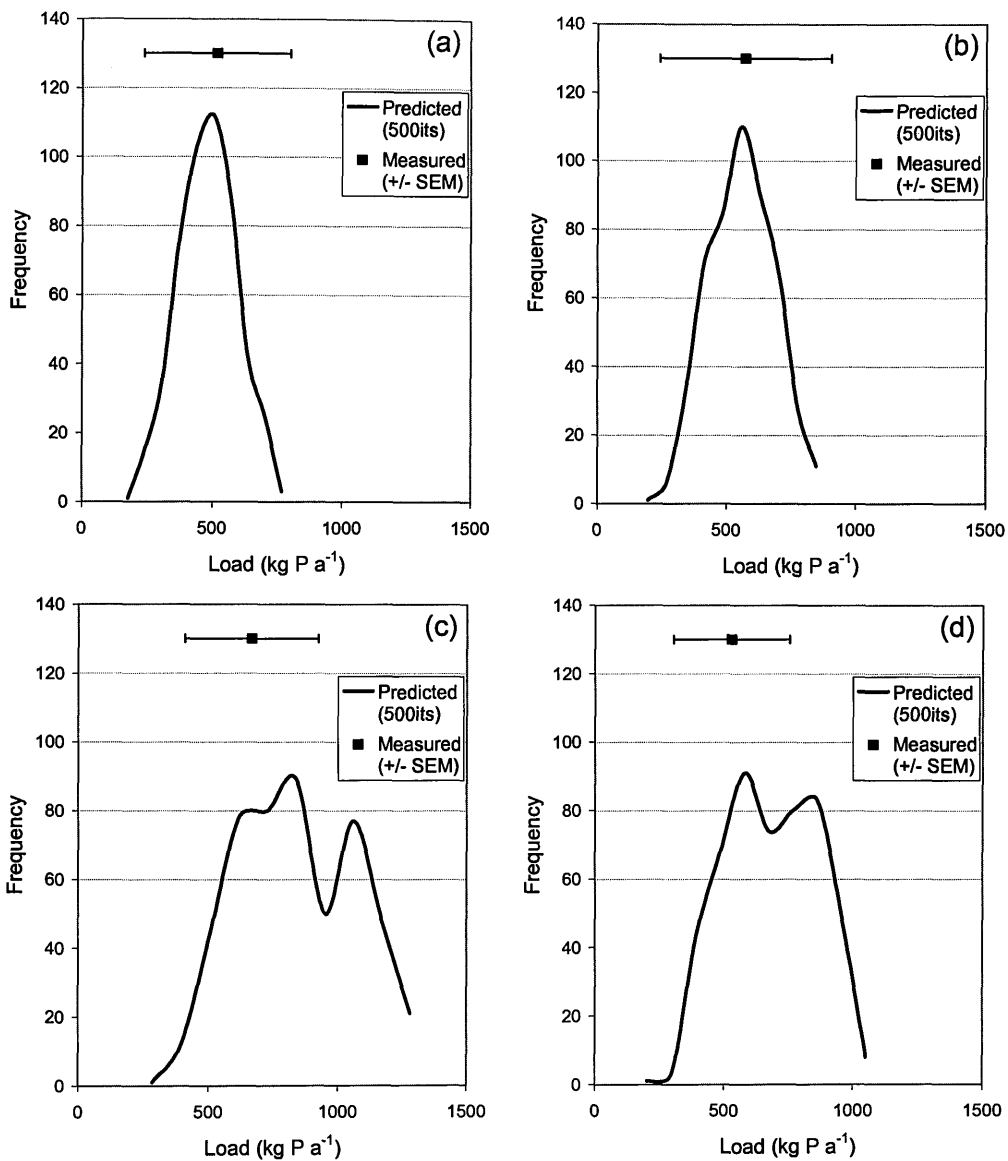 140
120
100
80
60
40
20
0
Frequency
(a)
Predicted
(500its)
Measured
(+/- SEM)
0 500 1000 1500
Load (kg P a⁻¹)
140
120
100
80
60
40
20
0
Frequency
(b)
Predicted
(500its)
Measured
(+/- SEM)
0 500 1000 1500
Load (kg P a⁻¹)
140
120
100
80
60
40
20
0
Frequency
(c)
Predicted
(500its)
Measured
(+/- SEM)
0 500 1000 1500
Load (kg P a⁻¹)
140
120
100
80
60
40
20
0
Frequency
(d)
Predicted
(500its)
Measured
(+/- SEM)
0 500 1000 1500
Load (kg P a⁻¹)